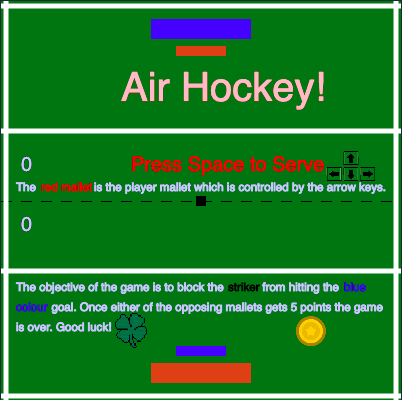 Air Hockey!
0
Press Space to Serve
The red mallet is the player mallet which is controlled by the arrow keys.
0
The objective of the game is to block the striker from hitting the blue
colour goal. Once either of the opposing mallets gets 5 points the game
is over. Good luck!